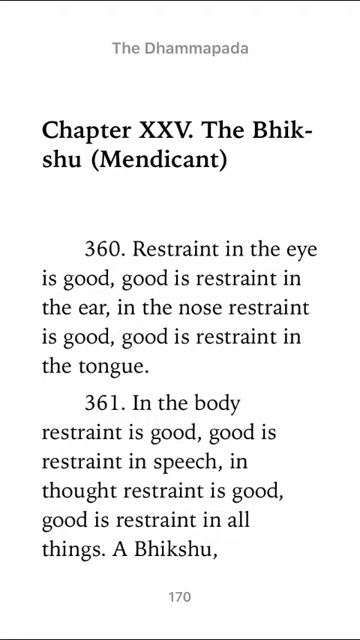 The Dhammapada
Chapter XXV. The Bhik-
shu (Mendicant)
360. Restraint in the eye
is good, good is restraint in
the ear, in the nose restraint
is good, good is restraint in
the tongue.
361. In the body
restraint is good, good is
restraint in speech, in
thought restraint is good,
good is restraint in all
things. A Bhikshu,
170